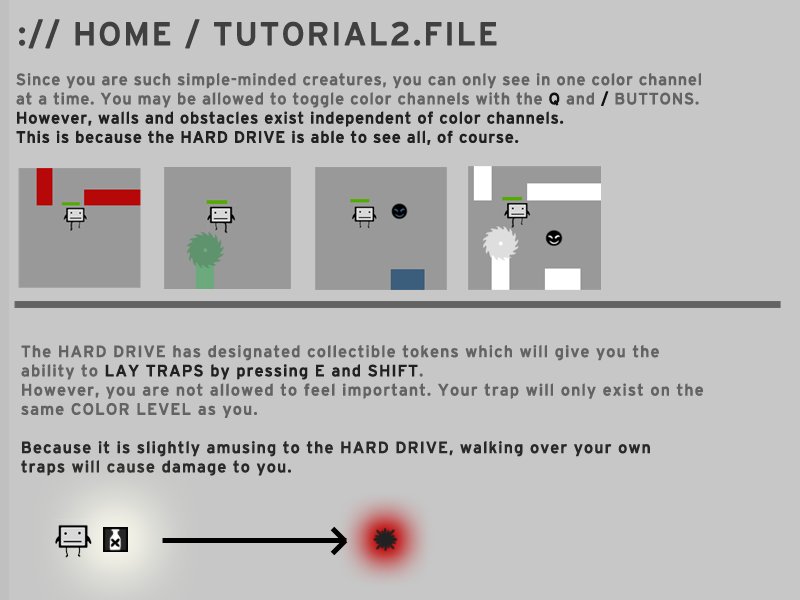 :// HOME / TUTORIAL2.FILE
Since you are such simple-minded creatures, you can only see in one color channel
at a time. You may be allowed to toggle color channels with the Q and / BUTTONS.
However, walls and obstacles exist independent of color channels.
This is because the HARD DRIVE is able to see all, of course.
The HARD DRIVE has designated collectible tokens which will give you the
ability to LAY TRAPS by pressing E and SHIFT.
However, you are not allowed to feel important. Your trap will only exist on the
same COLOR LEVEL as you.
Because it is slightly amusing to the HARD DRIVE, walking over your own
traps will cause damage to you.